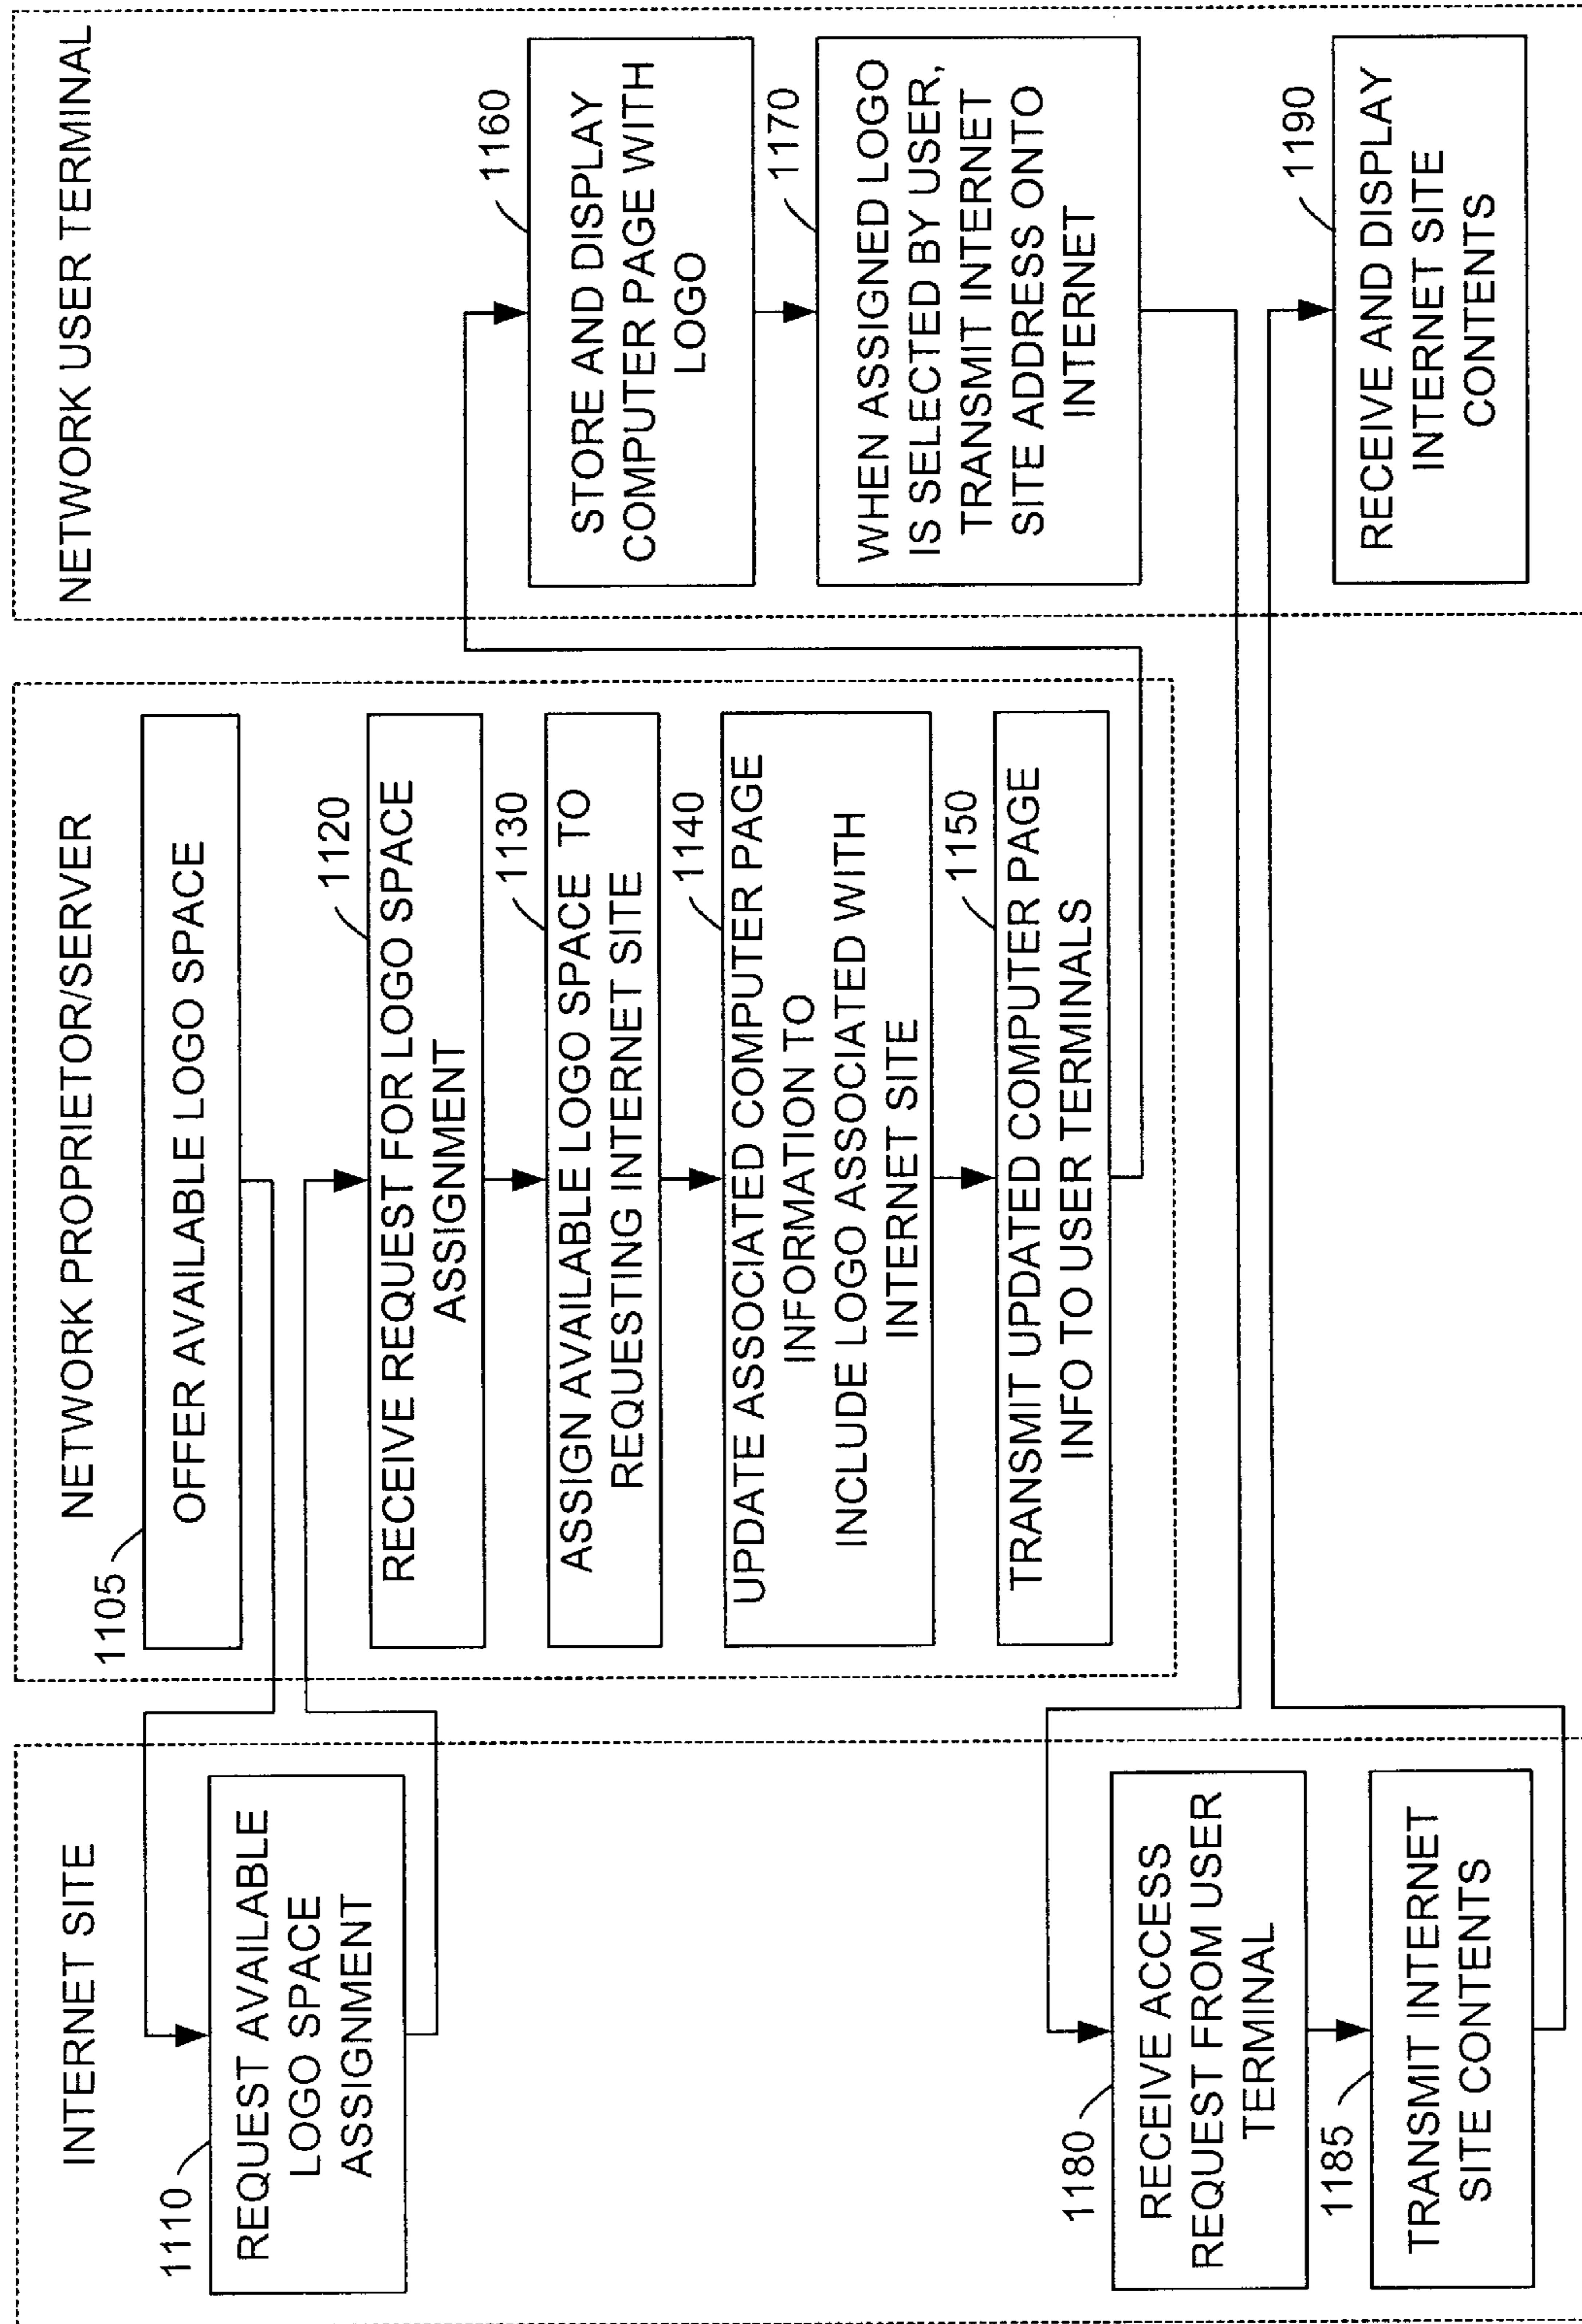 INTERNET SITE
1110
REQUEST AVAILABLE
LOGO SPACE
ASSIGNMENT
1180
RECEIVE ACCESS
REQUEST FROM USER
TERMINAL
1185
TRANSMIT INTERNET
SITE CONTENTS
NETWORK PROPRIETOR/SERVER
1105
OFFER AVAILABLE LOGO SPACE
1120
RECEIVE REQUEST FOR LOGO SPACE
ASSIGNMENT
1130
ASSIGN AVAILABLE LOGO SPACE TO
REQUESTING INTERNET SITE
1140
UPDATE ASSOCIATED COMPUTER PAGE
INFORMATION TO
INCLUDE LOGO ASSOCIATED WITH
INTERNET SITE
1150
TRANSMIT UPDATED COMPUTER PAGE
INFO TO USER TERMINALS
NETWORK USER TERMINAL
1160
STORE AND DISPLAY
COMPUTER PAGE WITH
LOGO
1170
WHEN ASSIGNED LOGO
IS SELECTED BY USER,
TRANSMIT INTERNET
SITE ADDRESS ONTO
INTERNET
1190
RECEIVE AND DISPLAY
INTERNET SITE
CONTENTS